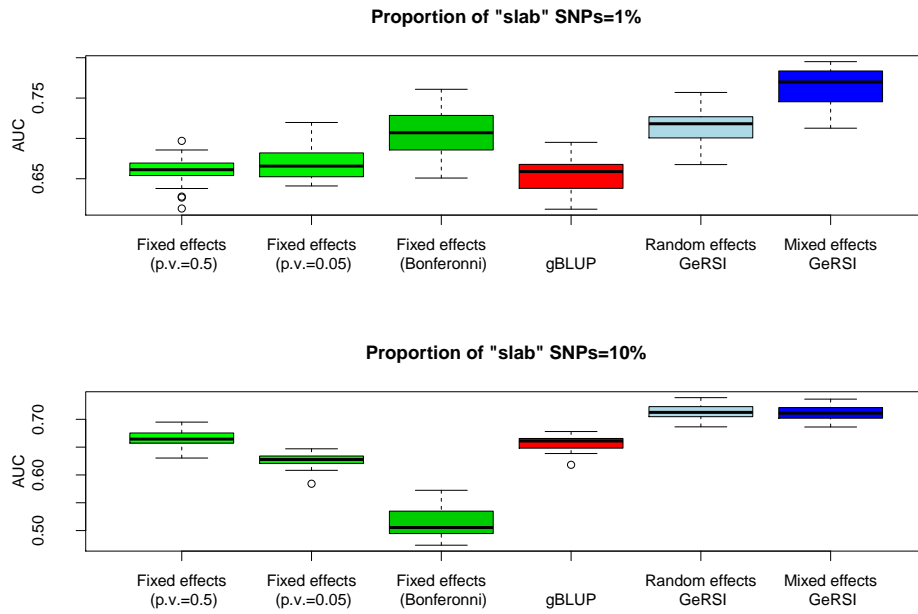 Proportion of "slab" SNPs=1%
AUC
0.75
0.65
Fixed effects
(p.v.=0.5)
Fixed effects
(p.v.=0.05)
Fixed effects
(Bonferonni)
gBLUP
Random effects
GeRSI
Mixed effects
GeRSI
Proportion of "slab" SNPs=10%
AUC
0.70
0.60
0.50
Fixed effects
(p.v.=0.5)
Fixed effects
(p.v.=0.05)
Fixed effects
(Bonferonni)
gBLUP
Random effects
GeRSI
Mixed effects
GeRSI